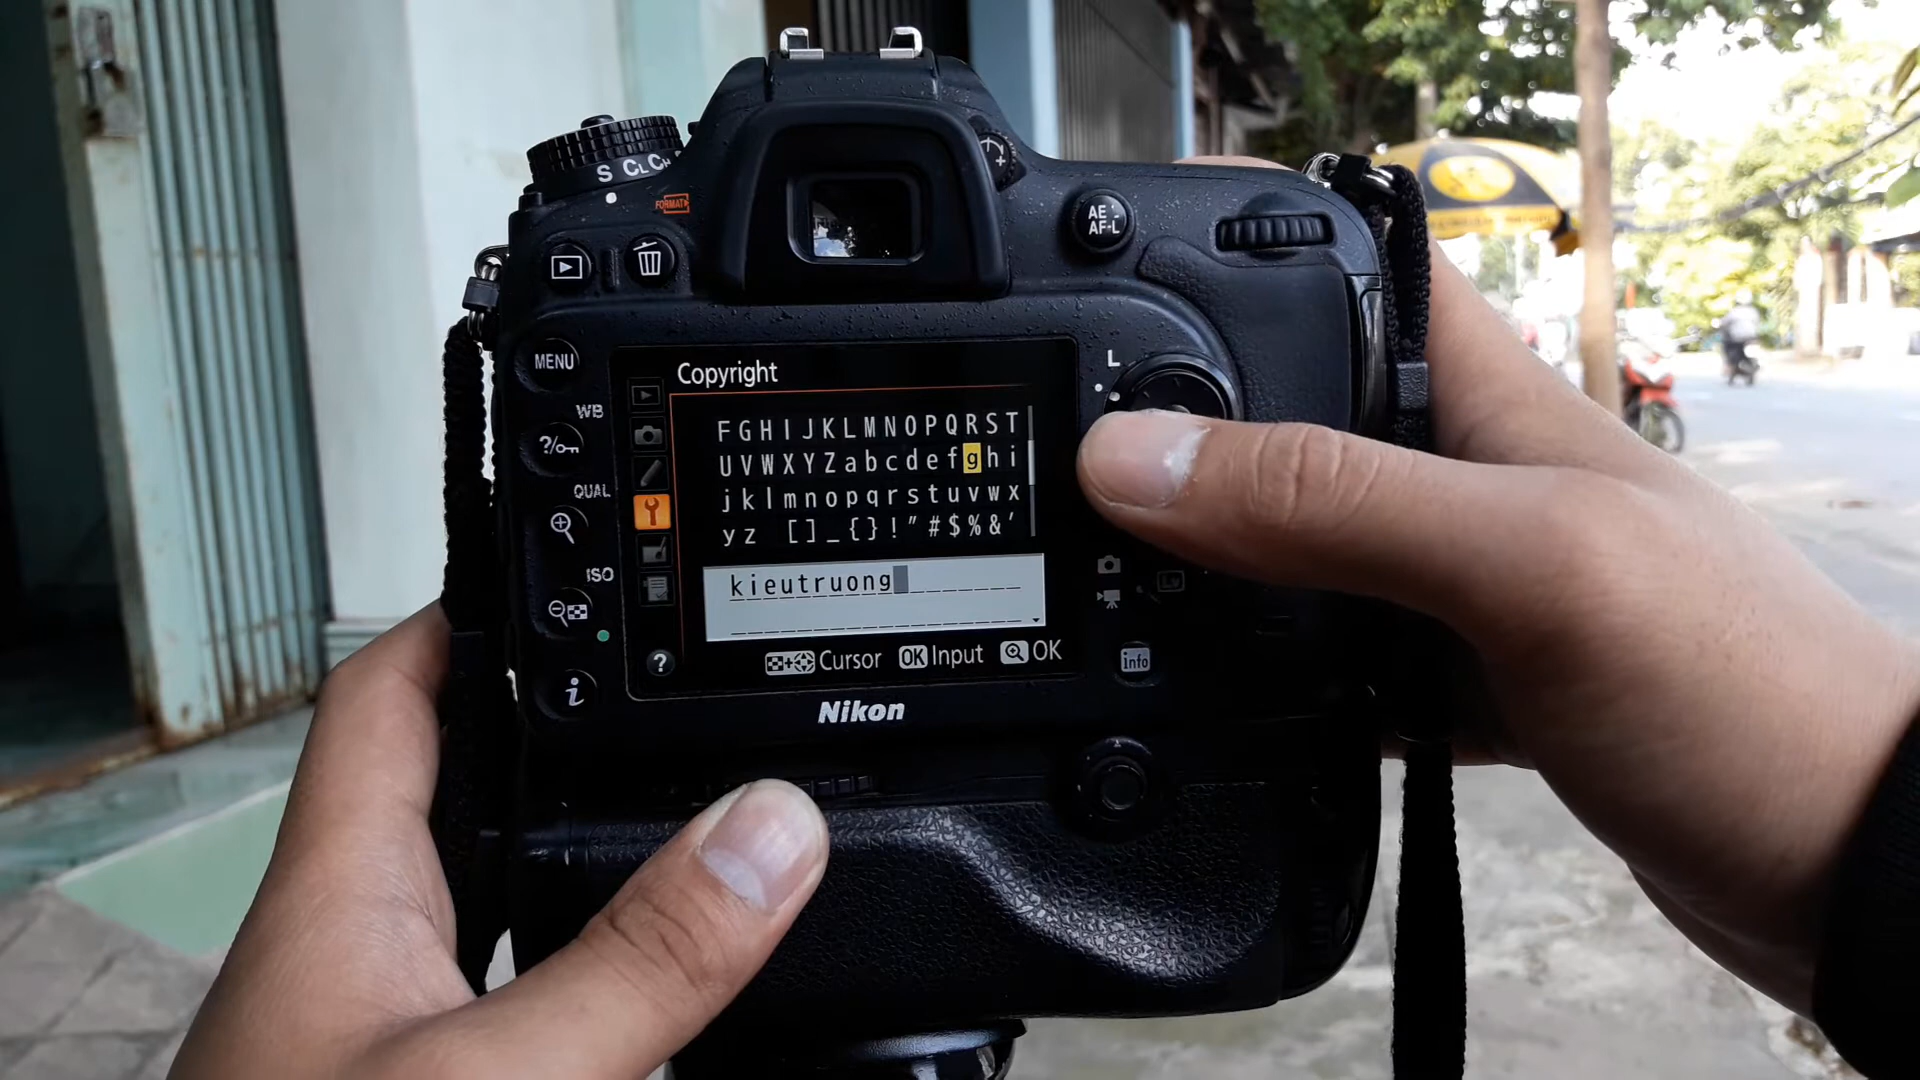 S CL CH
FORMAT
AE-L
AF-L
MENU
Copyright
L
WB
FGHIJKLMNOPQRST
?/
UVWXYZabcdefghi
QUAL
jklmnopqrstuvwx
yz []_{}!"#$%&'
ISO
kieutruong
Lv
? Cursor OK Input OK
info
i
Nikon